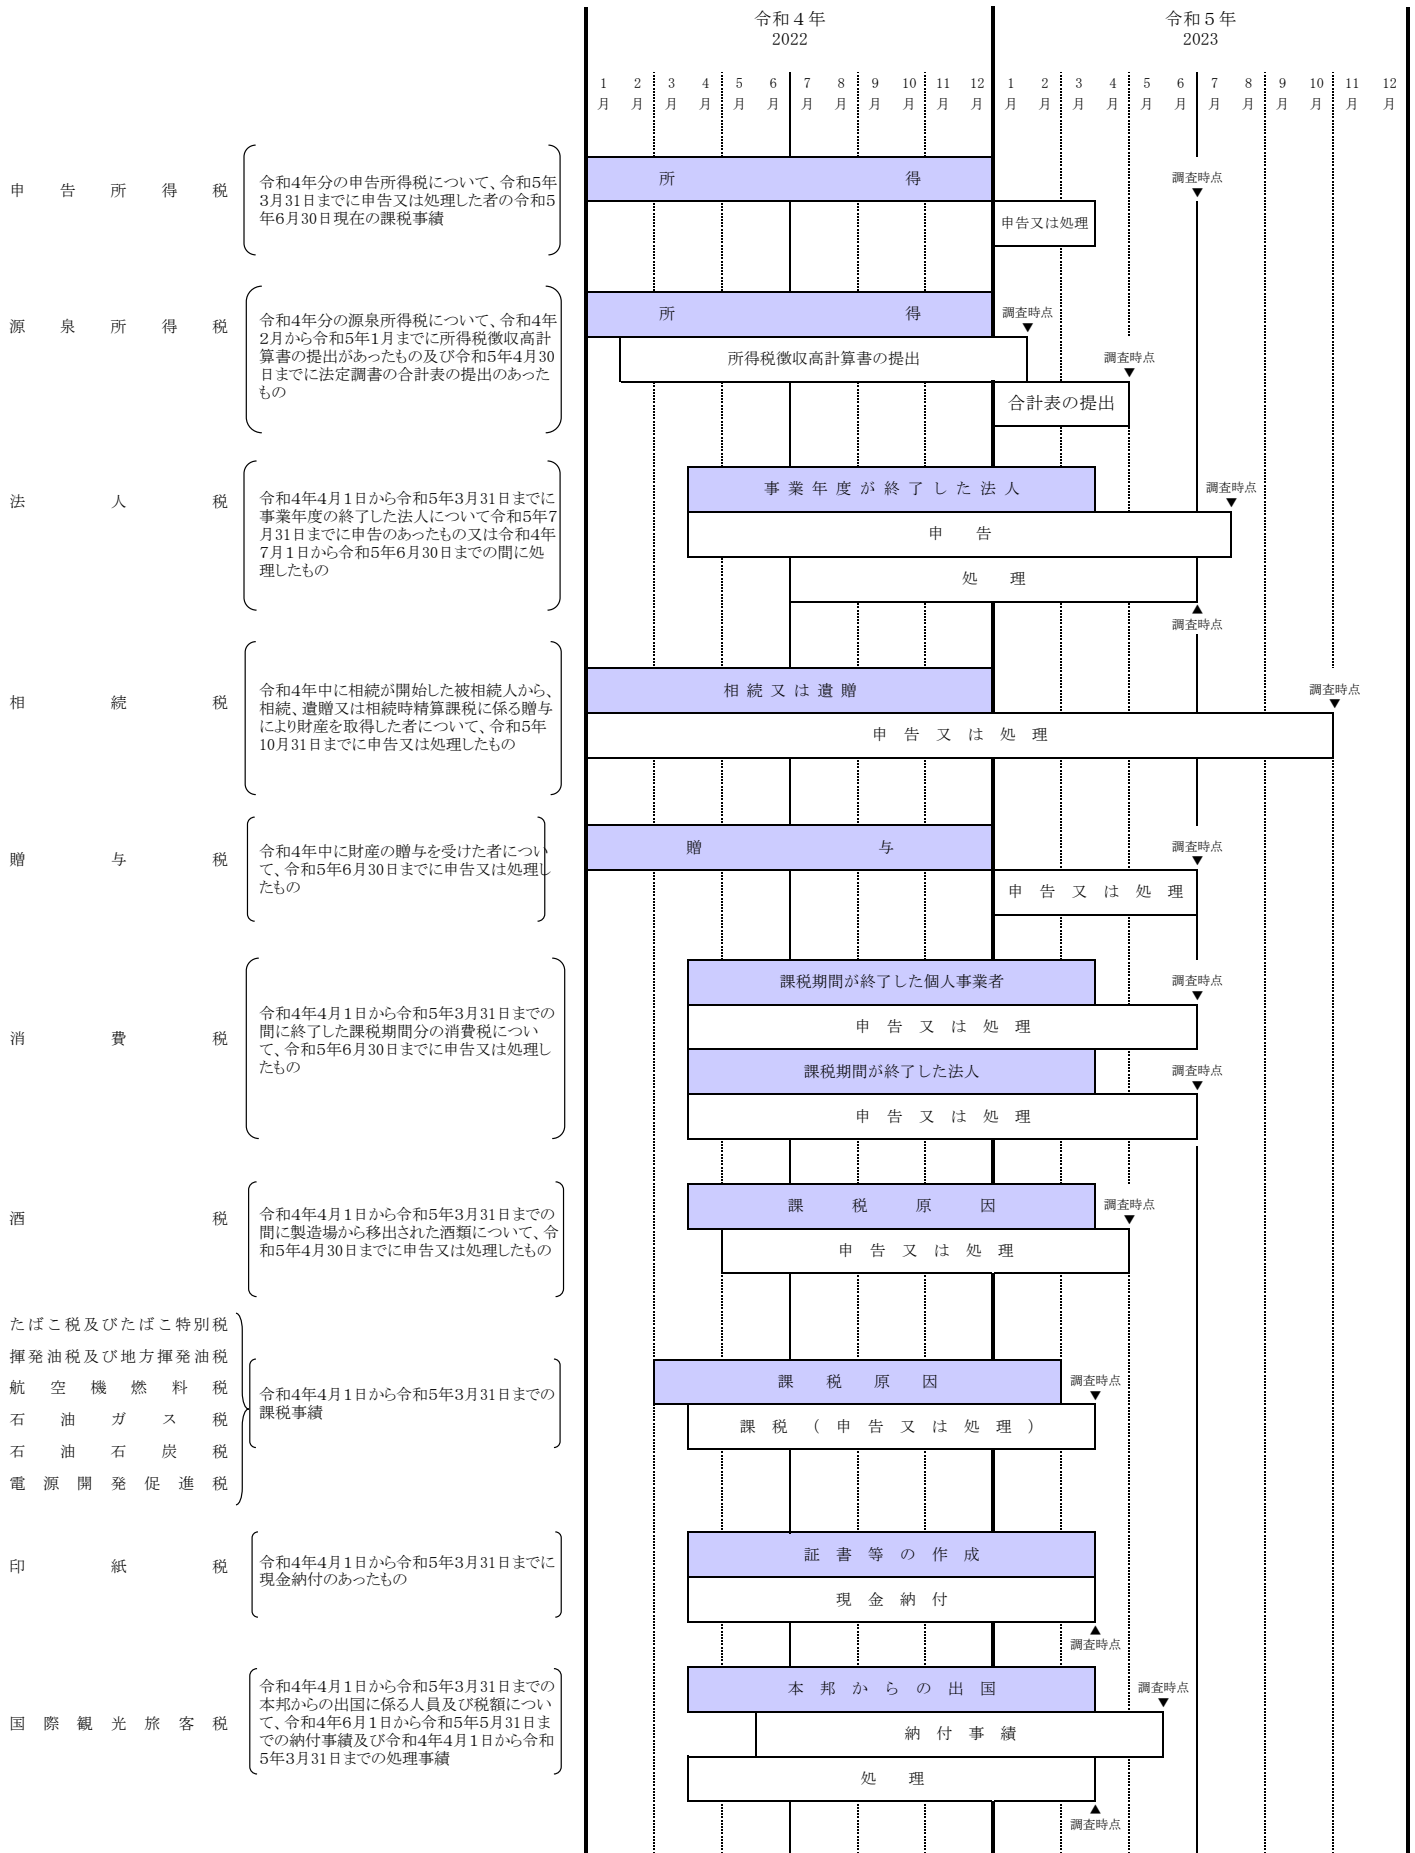 令和４年 令和５年
2022 2023
1 2 3 4 5 6 7 8 9 10 11 12 1 2 3 4 5 6 7 8 9 10 11 12
月 月 月 月 月 月 月 月 月 月 月 月 月 月 月 月 月 月 月 月 月 月 月 月
申告所得税
令和4年分の申告所得税について、令和5年
3月31日までに申告又は処理した者の令和5
年6月30日現在の課税事績
所得
調査時点
▼
申告又は処理
源泉所得税
令和4年分の源泉所得税について、令和4年
2月から令和5年1月までに所得税徴収高計
算書の提出があったもの及び令和5年4月30
日までに法定調書の合計表の提出のあった
もの
所得
調査時点
▼
所得税徴収高計算書の提出
調査時点
▼
合計表の提出
法人税
令和4年4月1日から令和5年3月31日までに
事業年度の終了した法人について令和5年7
月31日までに申告のあったもの又は令和4年
7月1日から令和5年6月30日までの間に処
理したもの
事業年度が終了した法人
調査時点
▼
申告
処理
▲
調査時点
相続税
令和4年中に相続が開始した被相続人から、
相続、遺贈又は相続時精算課税に係る贈与
により財産を取得した者について、令和5年
10月31日までに申告又は処理したもの
相続又は遺贈
調査時点
▼
申告又は処理
贈与税
令和4年中に財産の贈与を受けた者につい
て、令和5年6月30日までに申告又は処理し
たもの
贈与
調査時点
▼
申告又は処理
消費税
令和4年4月1日から令和5年3月31日までの
間に終了した課税期間分の消費税につい
て、令和5年6月30日までに申告又は処理し
たもの
課税期間が終了した個人事業者
調査時点
▼
申告又は処理
課税期間が終了した法人
調査時点
▼
申告又は処理
酒税
令和4年4月1日から令和5年3月31日までの
間に製造場から移出された酒類について、令
和5年4月30日までに申告又は処理したもの
課税原因
調査時点
▼
申告又は処理
たばこ税及びたばこ特別税
揮発油税及び地方揮発油税
航空機燃料税
石油ガス税
石油石炭税
電源開発促進税
令和4年4月1日から令和5年3月31日までの
課税事績
課税原因
調査時点
▼
課税（申告又は処理）
印紙税
令和4年4月1日から令和5年3月31日までに
現金納付のあったもの
証書等の作成
現金納付
▲
調査時点
国際観光旅客税
令和4年4月1日から令和5年3月31日までの
本邦からの出国に係る人員及び税額につい
て、令和4年6月1日から令和5年5月31日ま
での納付事績及び令和4年4月1日から令和
5年3月31日までの処理事績
本邦からの出国
調査時点
▼
納付事績
処理
▲
調査時点